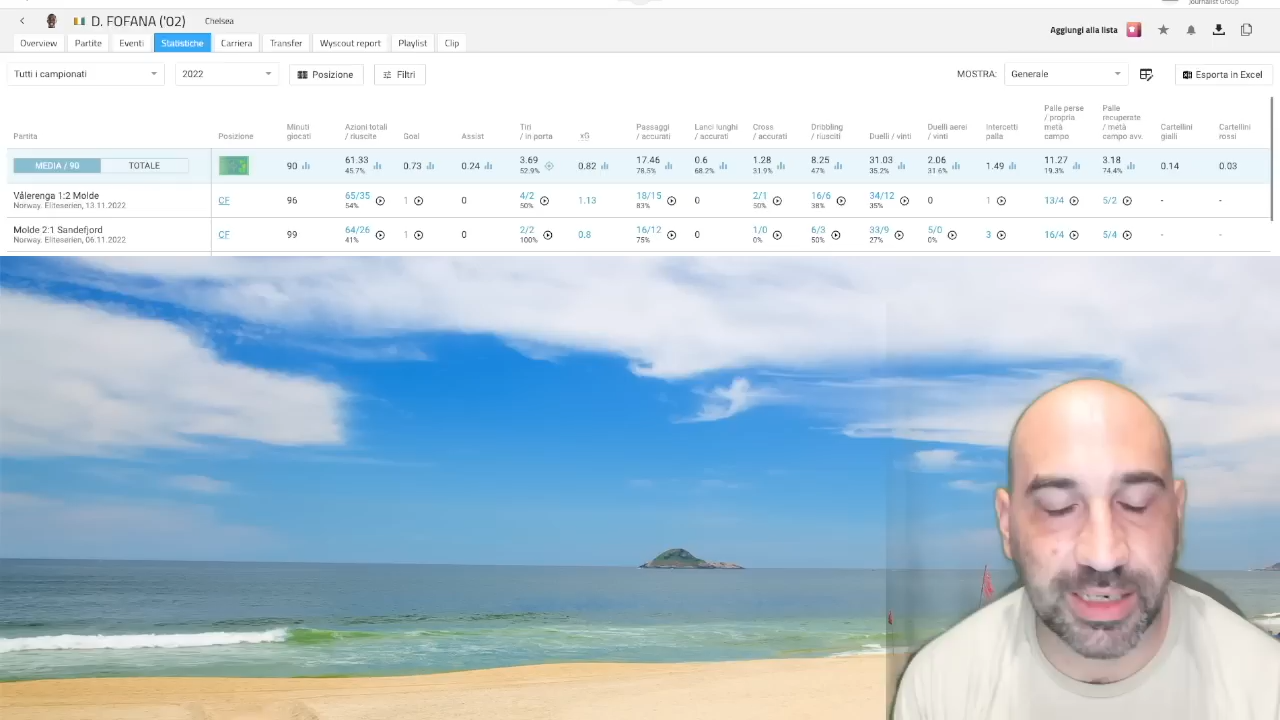 Journalist Group
D. FOFANA ('02) Chelsea
Aggiungi alla lista
Overview Partite Eventi Statistiche Carriera Transfer Wyscout report Playlist Clip
Tutti i campionati 2022 Posizione Filtri MOSTRA: Generale Esporta in Excel
Partita Posizione Minuti giocati Azioni totali / riuscite Goal Assist Tiri / in porta xG Passaggi / accurati Lanci lunghi / accurati Cross / accurati Dribbling / riusciti Duelli / vinti Duelli aerei / vinti Intercetti palla Palle perse / propria metà campo Palle recuperate / metà campo avv. Cartellini gialli Cartellini rossi
MEDIA / 90 TOTALE 90 61.33 0.73 0.24 3.69 0.82 17.46 0.6 1.28 8.25 31.03 2.06 1.49 11.27 3.18 0.14 0.03
45.7% 52.9% 78.5% 68.2% 31.9% 47% 35.2% 31.6% 19.3% 74.4%
Vålerenga 1:2 Molde CF 96 65/35 1 0 4/2 1.13 18/15 0 2/1 16/6 34/12 0 1 13/4 5/2 - -
Norway. Eliteserien, 13.11.2022 54% 50% 83% 50% 38% 35%
Molde 2:1 Sandefjord CF 99 64/26 1 0 2/2 0.8 16/12 0 1/0 6/3 33/9 5/0 3 16/4 5/4 - -
Norway. Eliteserien, 06.11.2022 41% 100% 75% 0% 50% 27% 0%